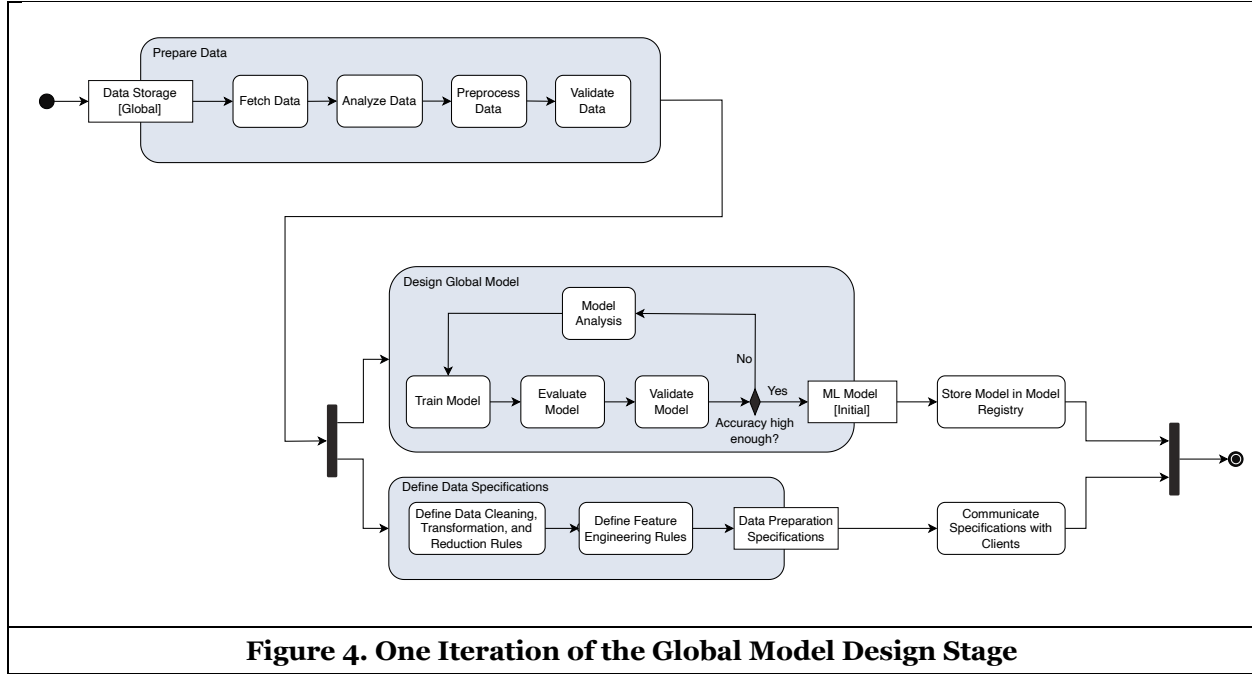 Prepare Data
Data Storage
[Global]
Fetch Data
Analyze Data
Preprocess
Data
Validate
Data
Design Global Model
Model
Analysis
No
Train Model
Evaluate
Model
Validate
Model
Yes
Accuracy high
enough?
ML Model
[Initial]
Store Model in Model
Registry
Define Data Specifications
Define Data Cleaning,
Transformation, and
Reduction Rules
Define Feature
Engineering Rules
Data Preparation
Specifications
Communicate
Specifications with
Clients
Figure 4. One Iteration of the Global Model Design Stage